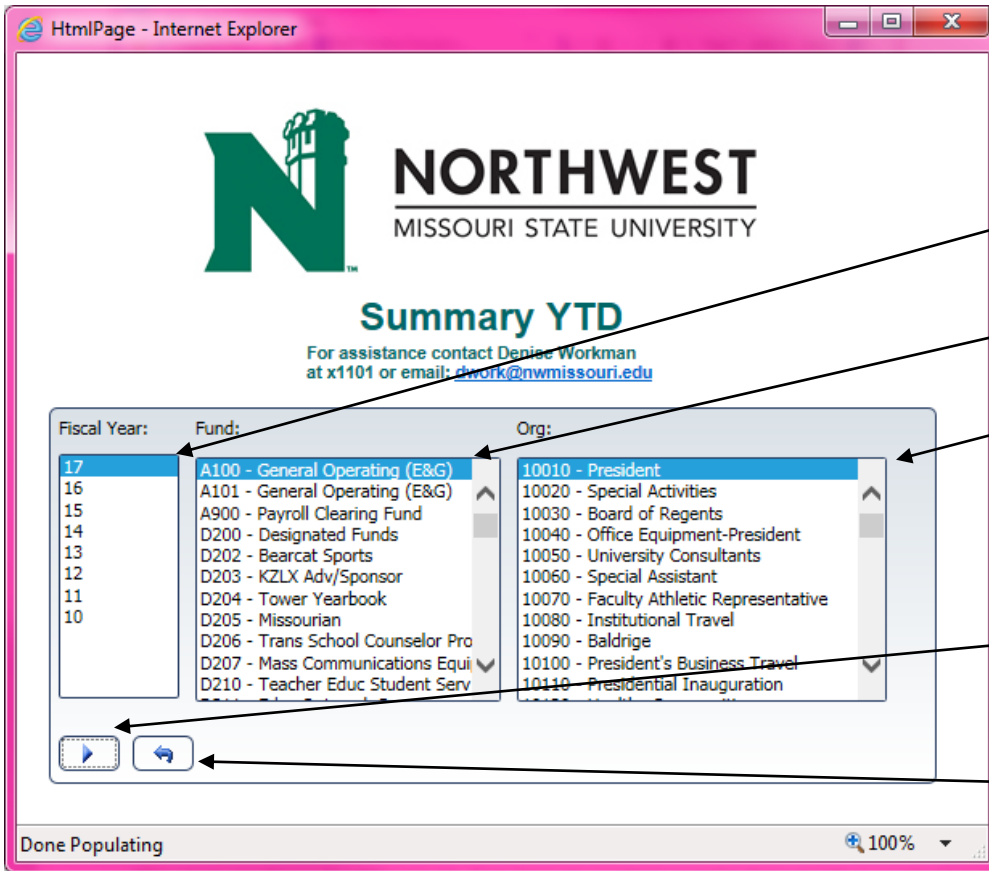 HtmlPage - Internet Explorer
N
TM
NORTHWEST
MISSOURI STATE UNIVERSITY
Summary YTD
For assistance contact Denise Workman
at x1101 or email: dwork@nwmissouri.edu
Fiscal Year:
17
16
15
14
13
12
11
10
Fund:
A100 - General Operating (E&G)
A101 - General Operating (E&G)
A900 - Payroll Clearing Fund
D200 - Designated Funds
D202 - Bearcat Sports
D203 - KZLX Adv/Sponsor
D204 - Tower Yearbook
D205 - Missourian
D206 - Trans School Counselor Pro
D207 - Mass Communications Equi
D210 - Teacher Educ Student Serv
Org:
10010 - President
10020 - Special Activities
10030 - Board of Regents
10040 - Office Equipment-President
10050 - University Consultants
10060 - Special Assistant
10070 - Faculty Athletic Representative
10080 - Institutional Travel
10090 - Baldrige
10100 - President's Business Travel
10110 - Presidential Inauguration
Done Populating
100%